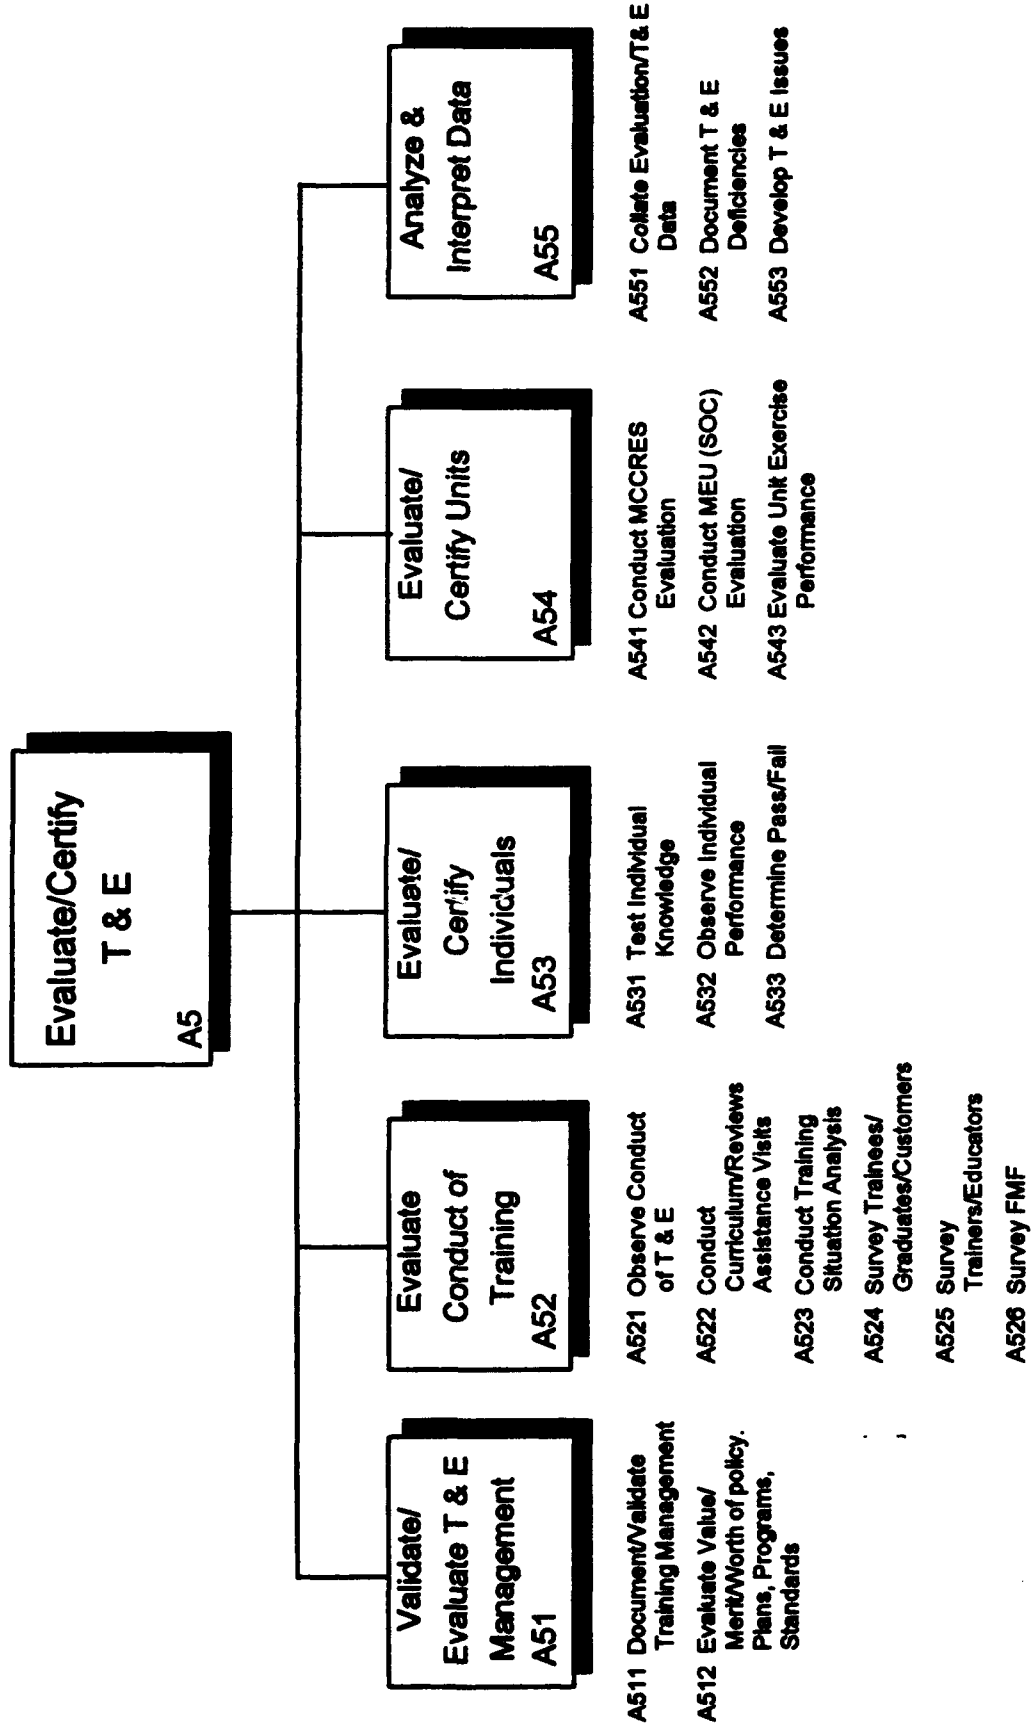 Evaluate/Certify
T & E
A5
Validate/
Evaluate T & E
Management
A51
A511 Document/Validate
Training Management
A512 Evaluate Value/
Merit/Worth of policy.
Plans, Programs,
Standards
Evaluate
Conduct of
Training
A52
A521 Observe Conduct
of T & E
A522 Conduct
Curriculum/Reviews
Assistance Visits
A523 Conduct Training
Situation Analysis
A524 Survey Trainees/
Graduates/Customers
A525 Survey
Trainers/Educators
A526 Survey FMF
Evaluate/
Certify
Individuals
A53
A531 Test Individual
Knowledge
A532 Observe Individual
Performance
A533 Determine Pass/Fail
Evaluate/
Certify Units
A54
A541 Conduct MCCRES
Evaluation
A542 Conduct MEU (SOC)
Evaluation
A543 Evaluate Unit Exercise
Performance
Analyze &
Interpret Data
A55
A551 Collate Evaluation/T& E
Data
A552 Document T & E
Deficiencies
A553 Develop T & E Issues